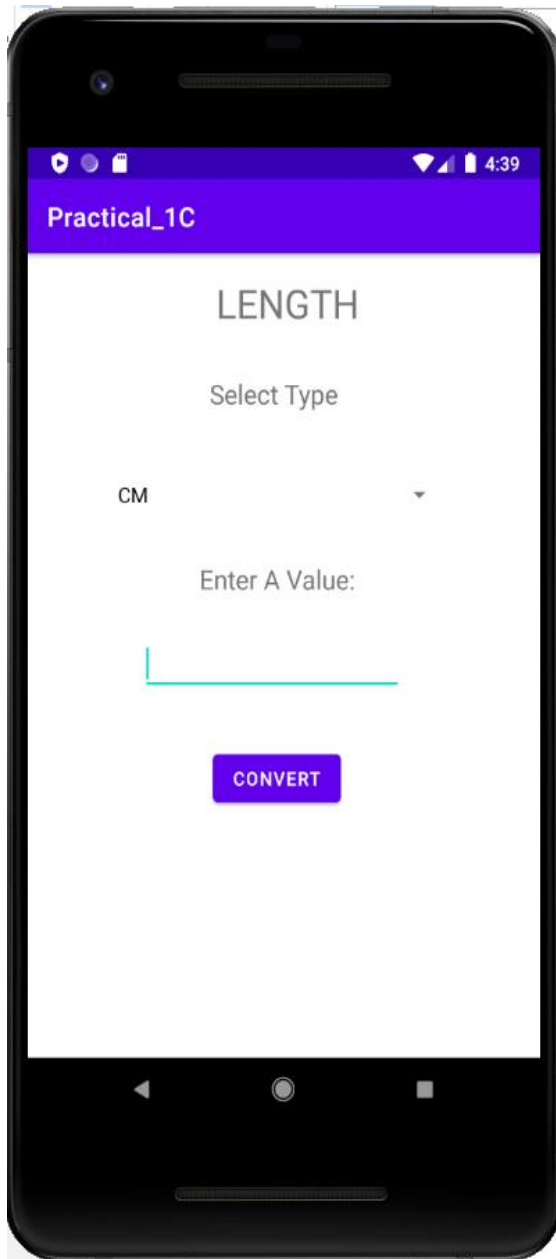 4:39
Practical_1C
LENGTH
Select Type
CM
Enter A Value:
CONVERT